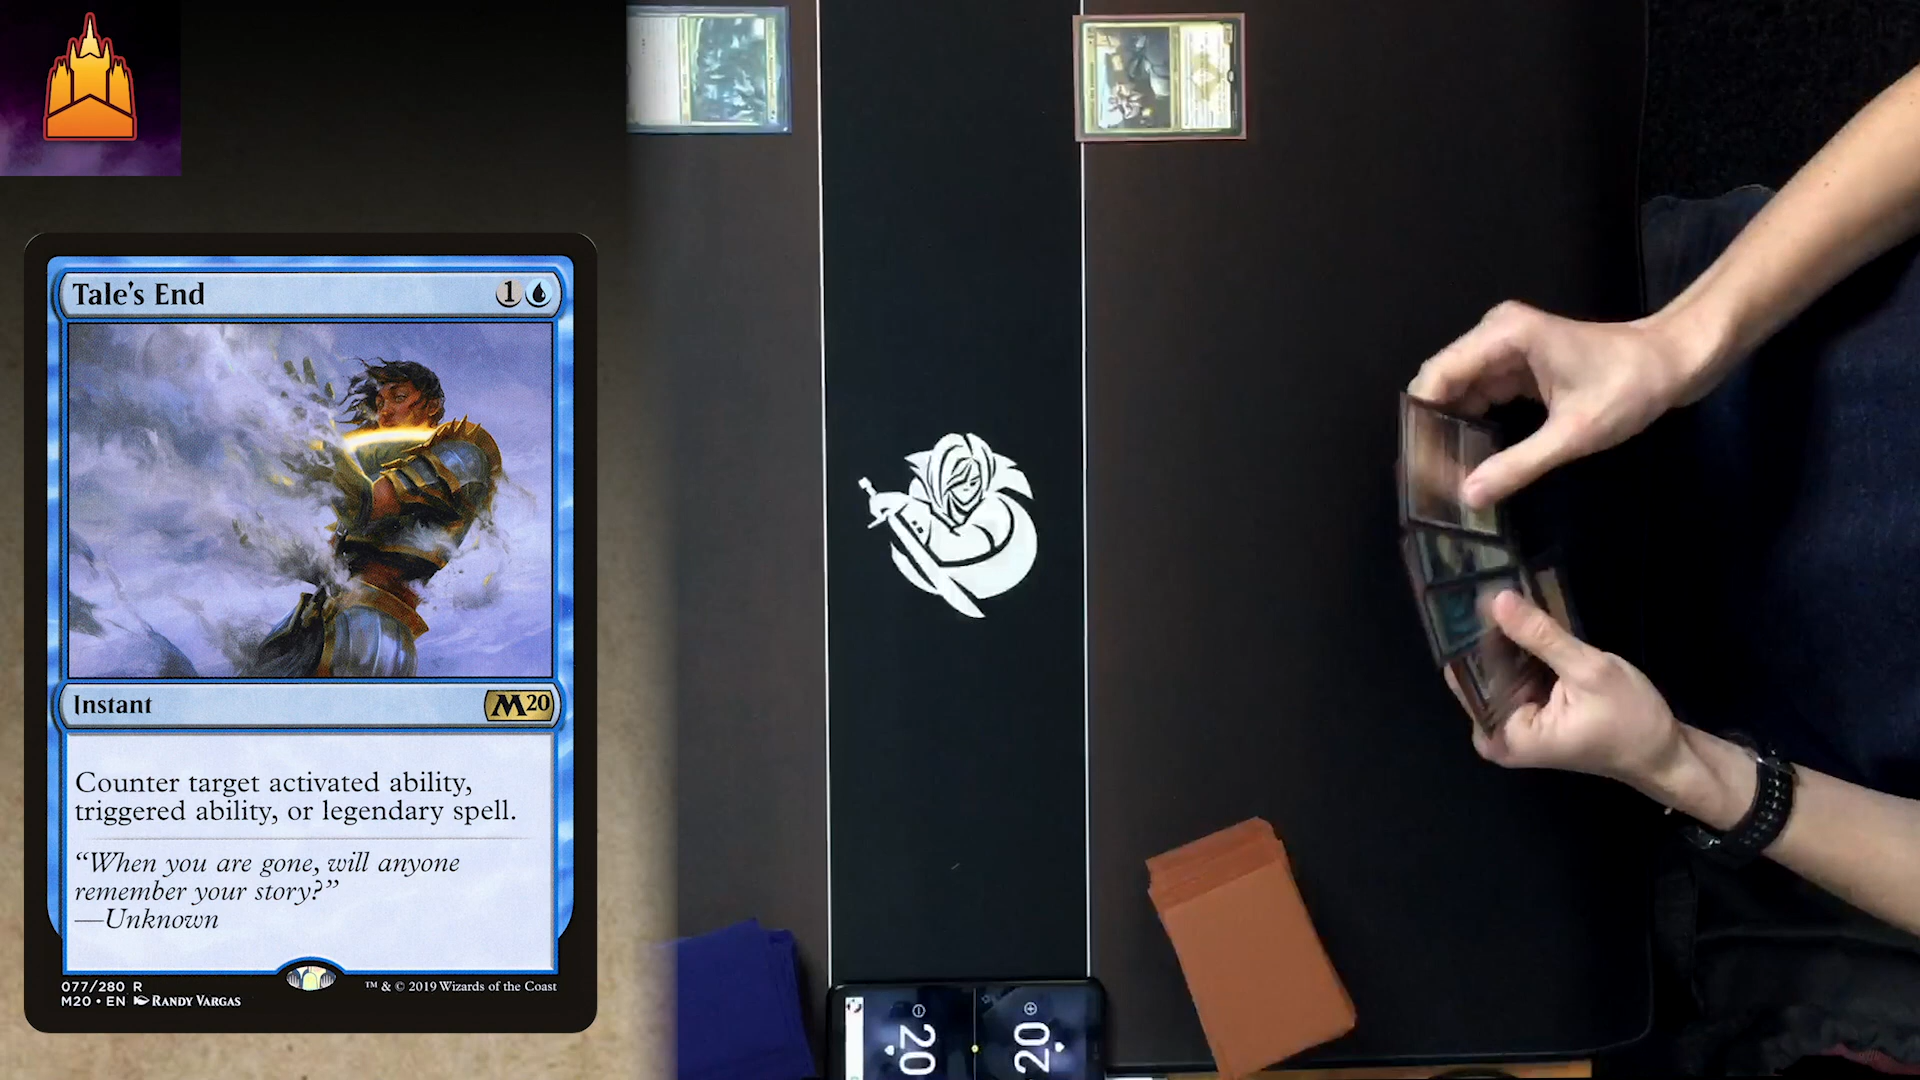 Tale's End
1
Instant
M20
Counter target activated ability,
triggered ability, or legendary spell.
“When you are gone, will anyone
remember your story?”
—Unknown
077/280 R
M20 • EN RANDY VARGAS
™ & © 2019 Wizards of the Coast
20
20